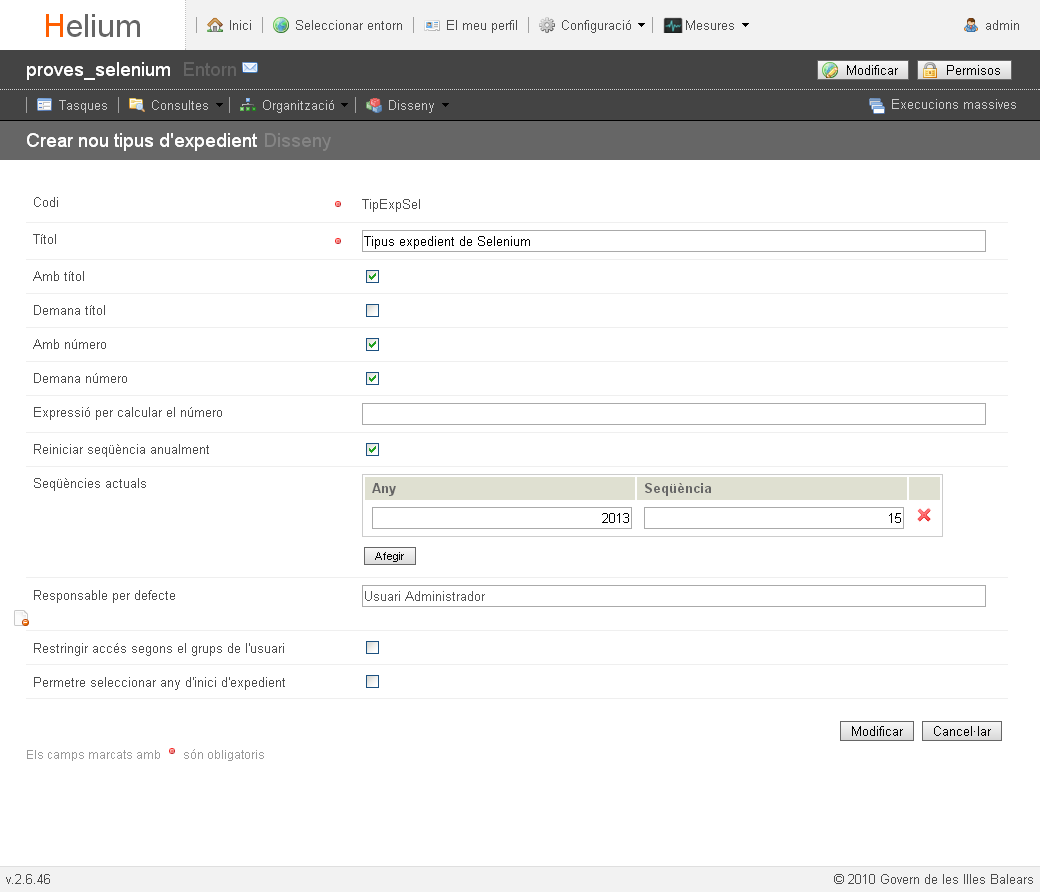 Helium
Inici
Seleccionar entorn
El meu perfil
Configuració
Mesures
admin
proves_selenium Entorn
Modificar
Permisos
Tasques
Consultes
Organització
Disseny
Execucions massives
Crear nou tipus d'expedient Disseny
Codi
TipExpSel
Títol
Tipus expedient de Selenium
Amb títol
Demana títol
Amb número
Demana número
Expressió per calcular el número
Reiniciar seqüència anualment
Seqüències actuals
Any
Seqüència
2013
15
Afegir
Responsable per defecte
Usuari Administrador
Restringir accés segons el grups de l'usuari
Permetre seleccionar any d'inici d'expedient
Modificar
Cancel·lar
Els camps marcats amb són obligatoris
v.2.6.46
© 2010 Govern de les Illes Balears